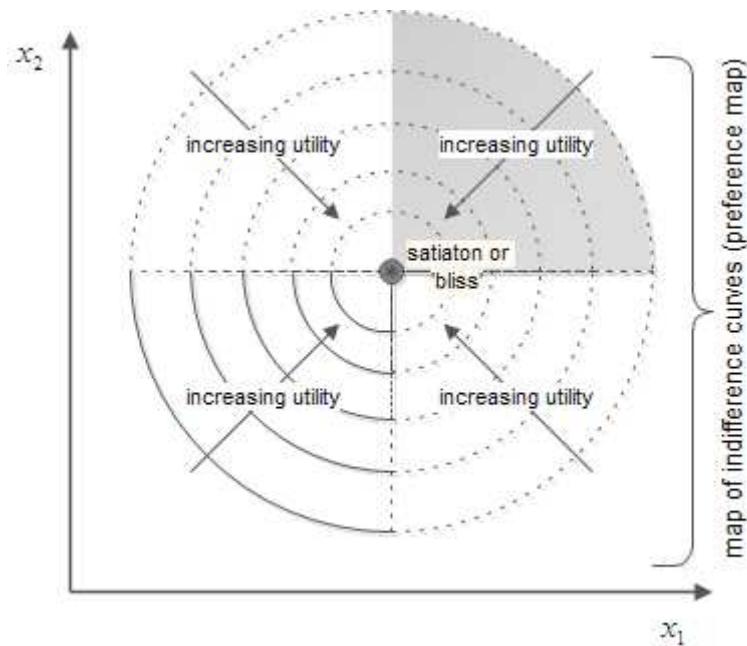 x2
increasing utility
increasing utility
satiaton or
bliss
increasing utility
increasing utility
map of indifference curves (preference map)
x1